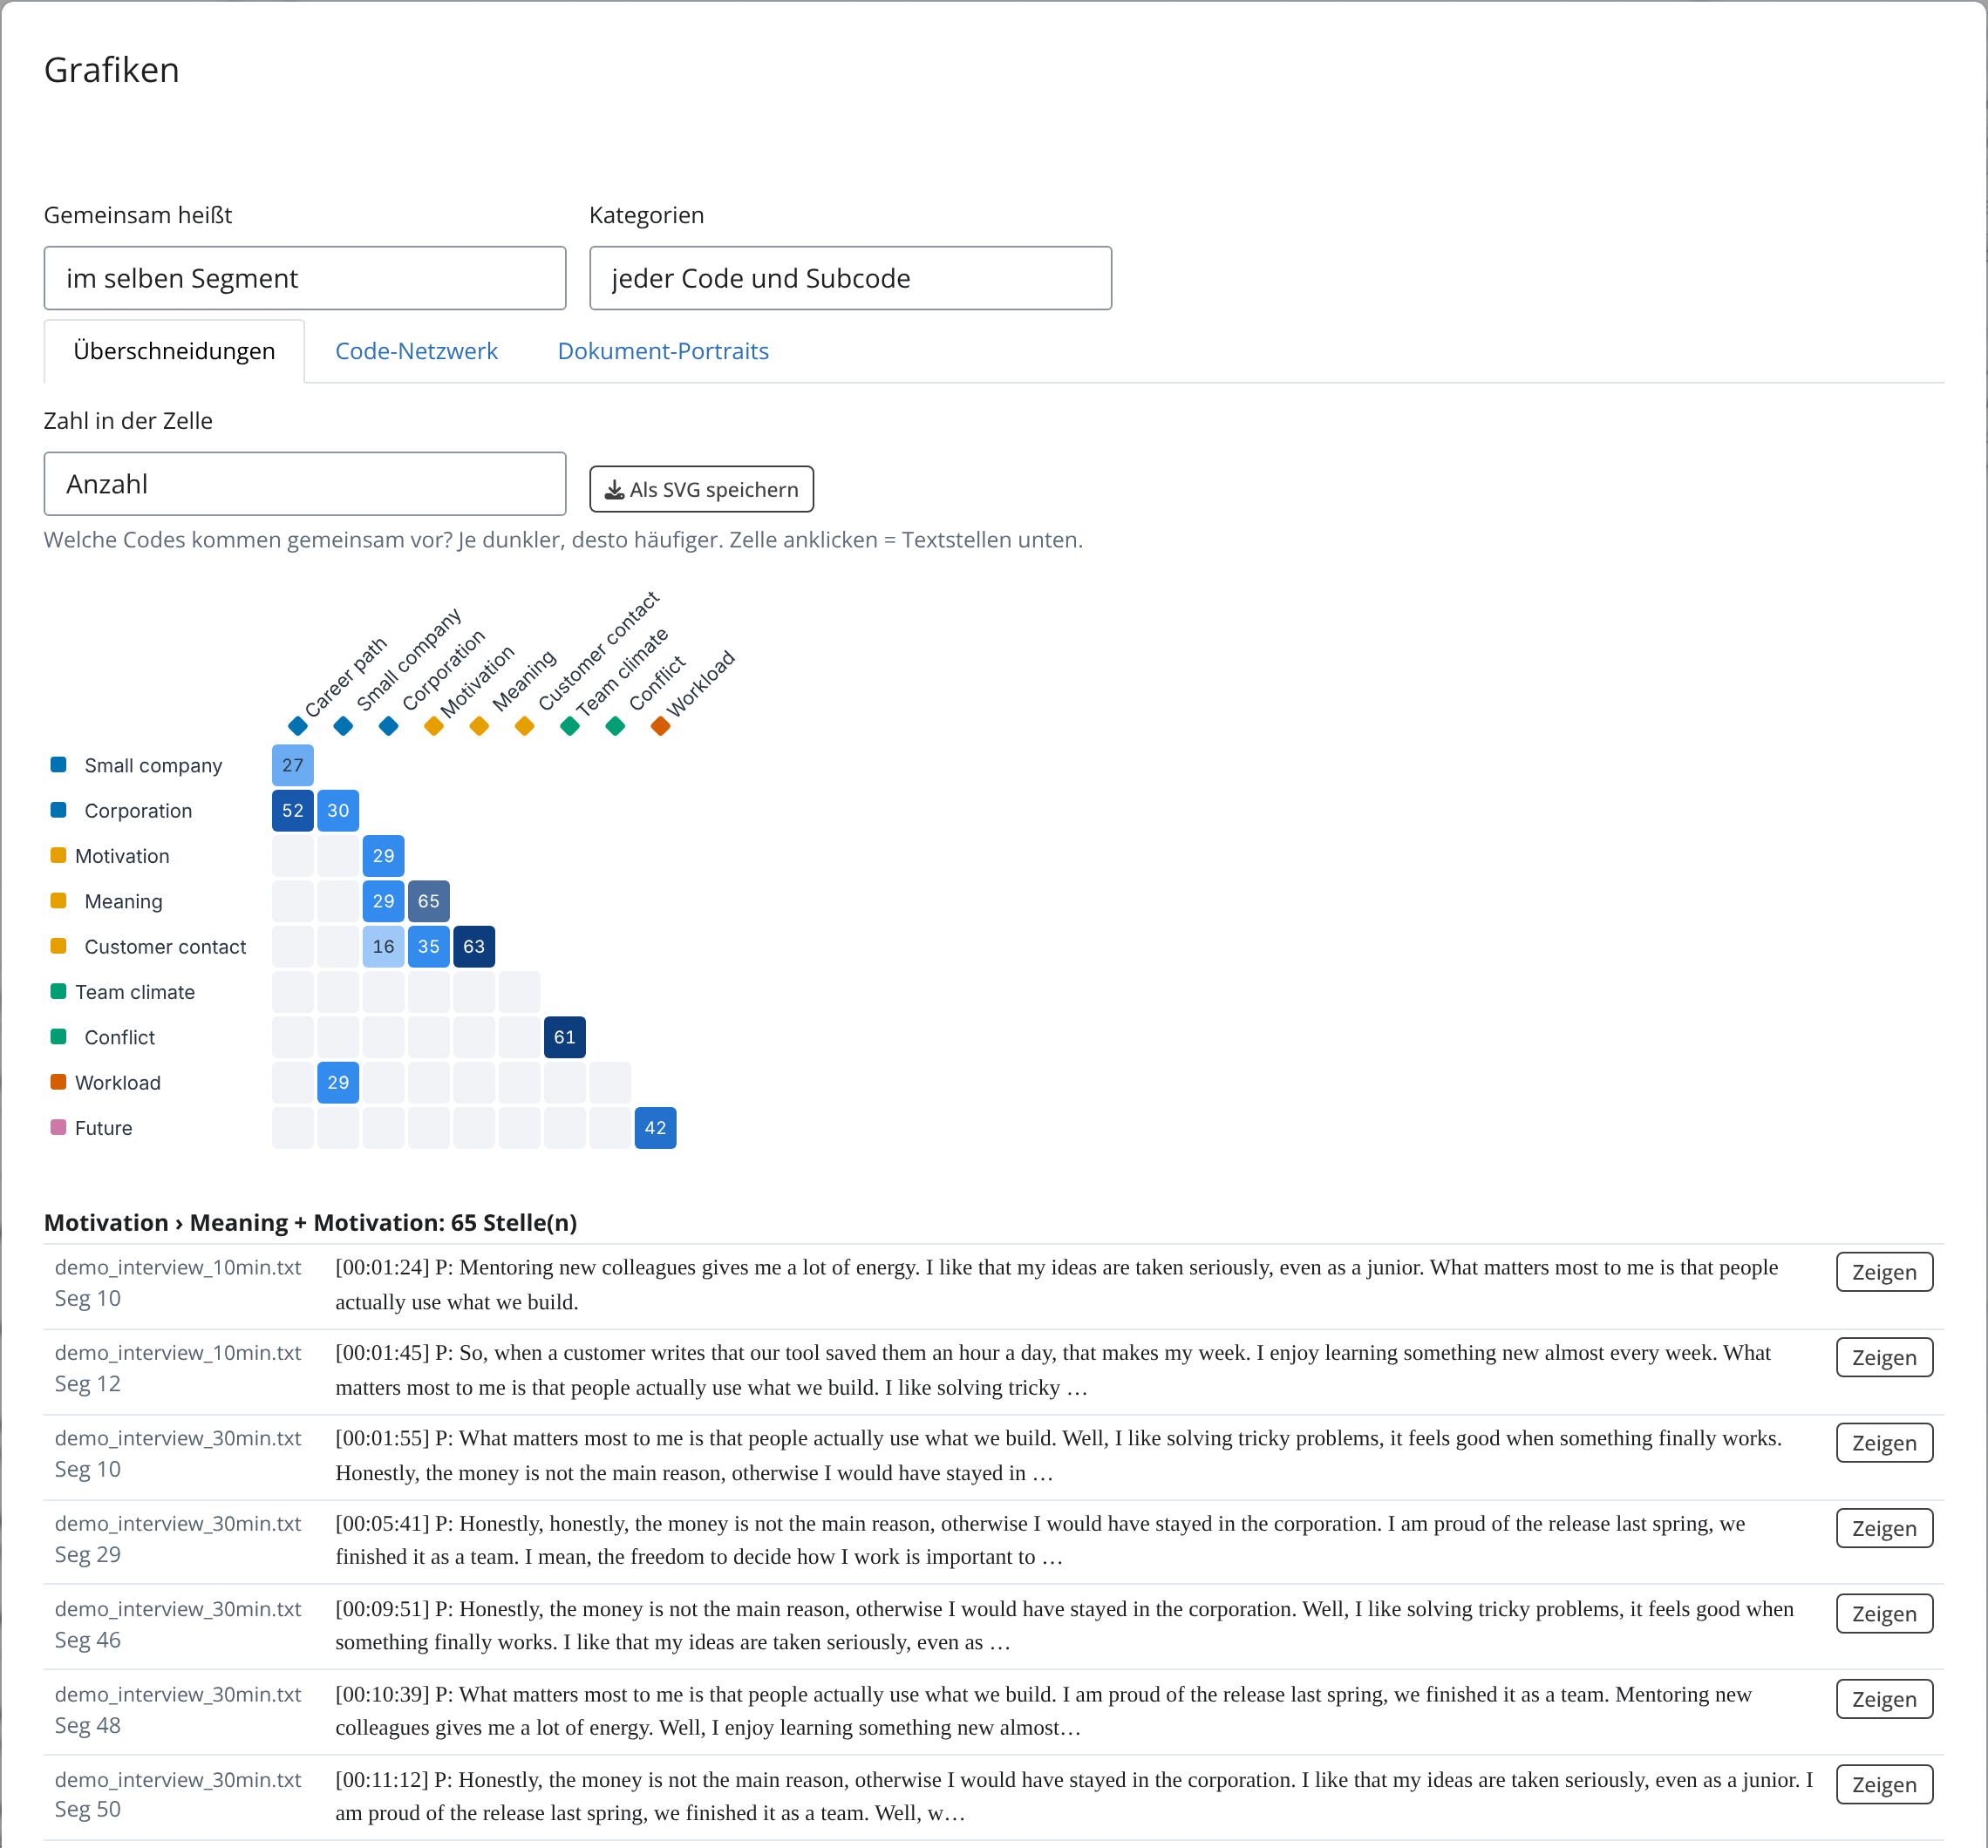 Grafiken
Gemeinsam heißt
Kategorien
im selben Segment
jeder Code und Subcode
Überschneidungen
Code-Netzwerk
Dokument-Portraits
Zahl in der Zelle
Anzahl
Als SVG speichern
Welche Codes kommen gemeinsam vor? Je dunkler, desto häufiger. Zelle anklicken = Textstellen unten.
Career path
Small company
Corporation
Motivation
Meaning
Customer contact
Team climate
Conflict
Workload
Small company 27
Corporation 52 30
Motivation 29
Meaning 29 65
Customer contact 16 35 63
Team climate
Conflict 61
Workload 29
Future 42
Motivation › Meaning + Motivation: 65 Stelle(n)
demo_interview_10min.txt
Seg 10
[00:01:24] P: Mentoring new colleagues gives me a lot of energy. I like that my ideas are taken seriously, even as a junior. What matters most to me is that people
actually use what we build.
Zeigen
demo_interview_10min.txt
Seg 12
[00:01:45] P: So, when a customer writes that our tool saved them an hour a day, that makes my week. I enjoy learning something new almost every week. What
matters most to me is that people actually use what we build. I like solving tricky …
Zeigen
demo_interview_30min.txt
Seg 10
[00:01:55] P: What matters most to me is that people actually use what we build. Well, I like solving tricky problems, it feels good when something finally works.
Honestly, the money is not the main reason, otherwise I would have stayed in …
Zeigen
demo_interview_30min.txt
Seg 29
[00:05:41] P: Honestly, honestly, the money is not the main reason, otherwise I would have stayed in the corporation. I am proud of the release last spring, we
finished it as a team. I mean, the freedom to decide how I work is important to …
Zeigen
demo_interview_30min.txt
Seg 46
[00:09:51] P: Honestly, the money is not the main reason, otherwise I would have stayed in the corporation. Well, I like solving tricky problems, it feels good when
something finally works. I like that my ideas are taken seriously, even as …
Zeigen
demo_interview_30min.txt
Seg 48
[00:10:39] P: What matters most to me is that people actually use what we build. I am proud of the release last spring, we finished it as a team. Mentoring new
colleagues gives me a lot of energy. Well, I enjoy learning something new almost…
Zeigen
demo_interview_30min.txt
Seg 50
[00:11:12] P: Honestly, the money is not the main reason, otherwise I would have stayed in the corporation. I like that my ideas are taken seriously, even as a junior. I
am proud of the release last spring, we finished it as a team. Well, w…
Zeigen